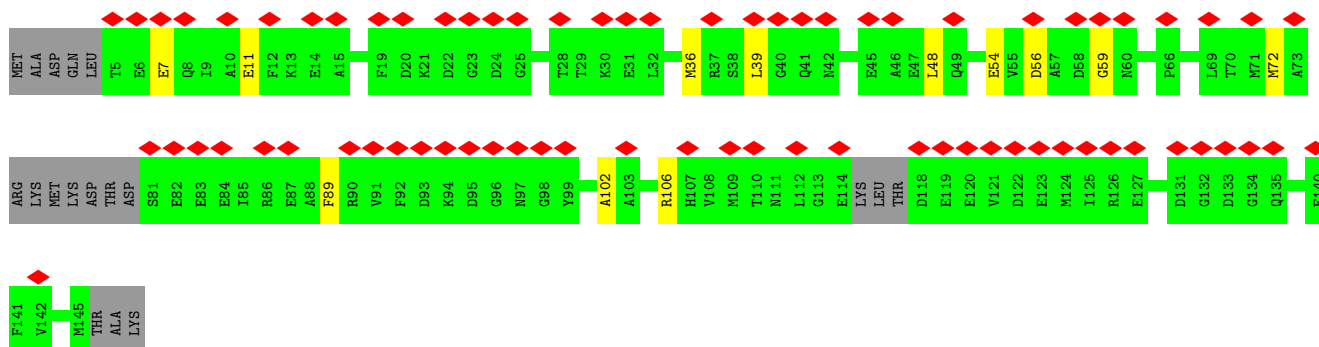 MET ALA ASP GLN LEU T5 E6 E7 Q8 I9 A10 E11 F12 K13 E14 A15 F19 D20 K21 D22 G23 D24 G25 T28 T29 K30 E31 L32 M36 R37 S38 L39 G40 Q41 N42 E45 A46 E47 L48 Q49 E54 V55 D56 A57 D58 G59 N60 P66 L69 T70 M71 M72 A73
ARG LYS MET LYS ASP THR ASP S81 E82 E83 E84 I85 R86 E87 A88 F89 R90 V91 F92 D93 K94 D95 G96 N97 G98 Y99 A102 A103 R106 H107 V108 M109 T110 N111 L112 G113 E114 LYS LEU THR D118 E119 E120 V121 D122 E123 M124 I125 R126 E127 D131 G132 D133 G134 Q135
F141 V142 M145 THR ALA LYS